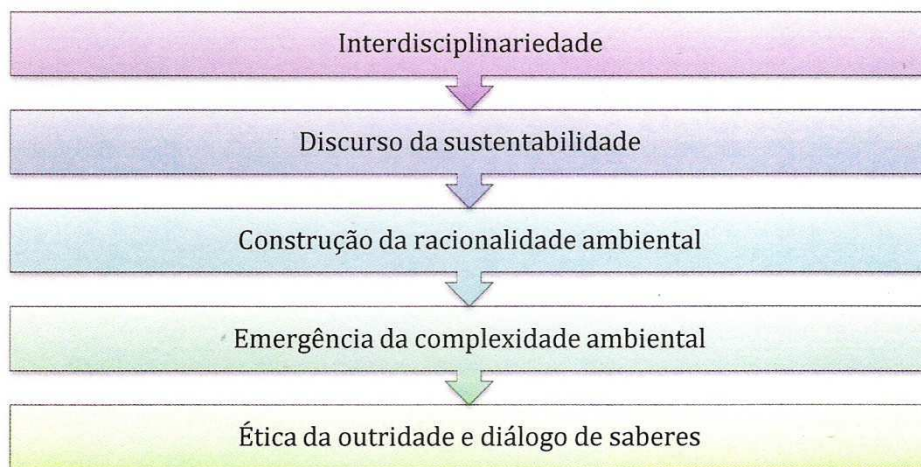 Interdisciplinariedade
Discurso da sustentabilidade
Construção da racionalidade ambiental
Emergência da complexidade ambiental
Ética da outridade e diálogo de saberes